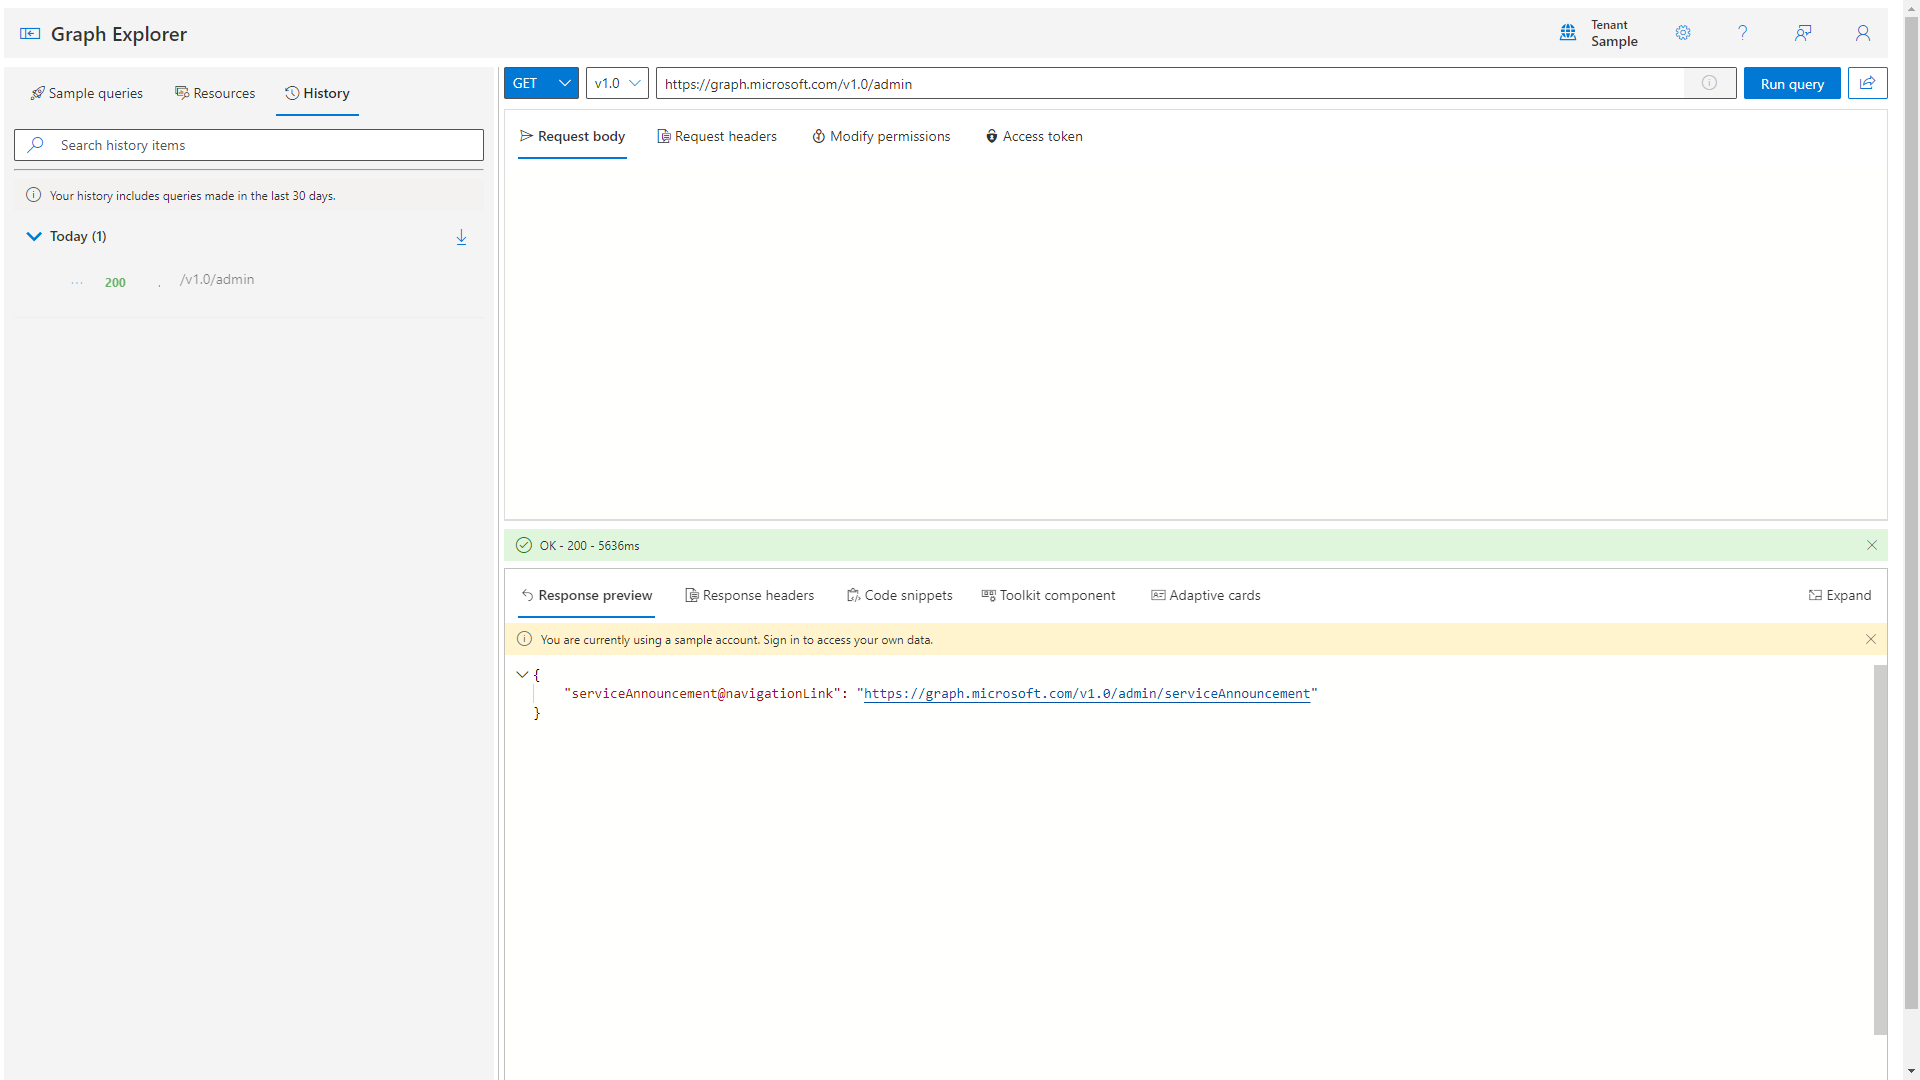 Graph Explorer
Tenant
Sample
Sample queries
Resources
History
Search history items
Your history includes queries made in the last 30 days.
Today (1)
200
.
/v1.0/admin
GET
v1.0
https://graph.microsoft.com/v1.0/admin
Run query
Request body
Request headers
Modify permissions
Access token
OK - 200 - 5636ms
Response preview
Response headers
Code snippets
Toolkit component
Adaptive cards
Expand
You are currently using a sample account. Sign in to access your own data.
{
"serviceAnnouncement@navigationLink": "https://graph.microsoft.com/v1.0/admin/serviceAnnouncement"
}